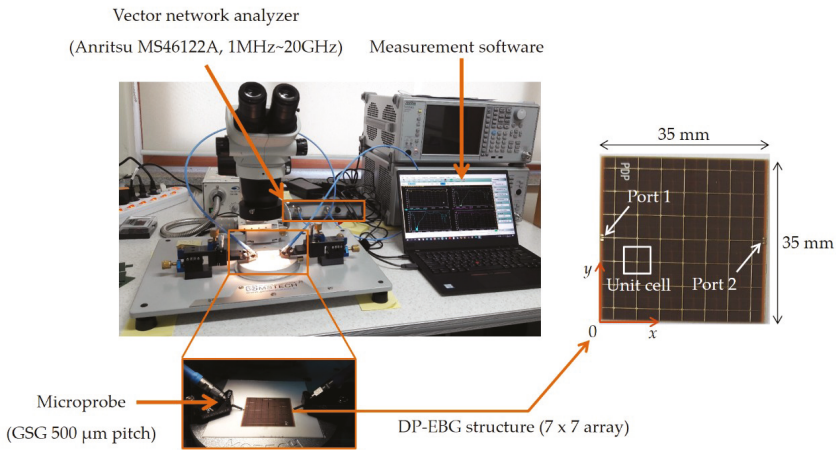 Vector network analyzer
(Anritsu MS46122A, 1MHz~20GHz)
Measurement software
35 mm
PDP
Port 1
35 mm
y
Unit cell
Port 2
0
x
Microprobe
(GSG 500 μm pitch)
DP-EBG structure (7 x 7 array)